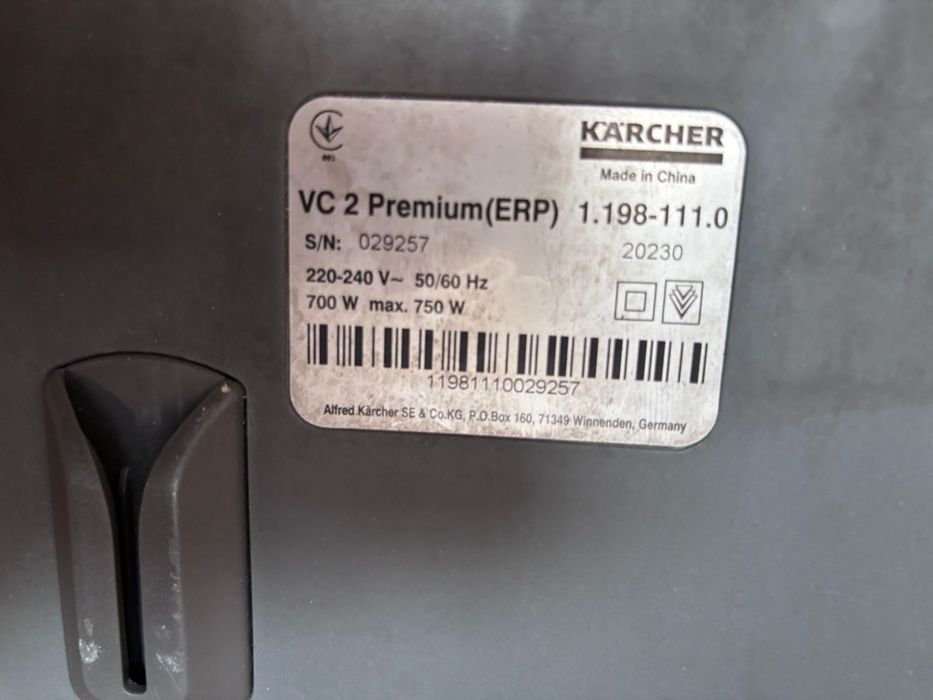 KÄRCHER
Made in China
VC 2 Premium(ERP) 1.198-111.0
S/N: 029257 20230
220-240 V~ 50/60 Hz
700 W max. 750 W
11981110029257
Alfred Kärcher SE & Co.KG, P.O.Box 160, 71349 Winnenden, Germany